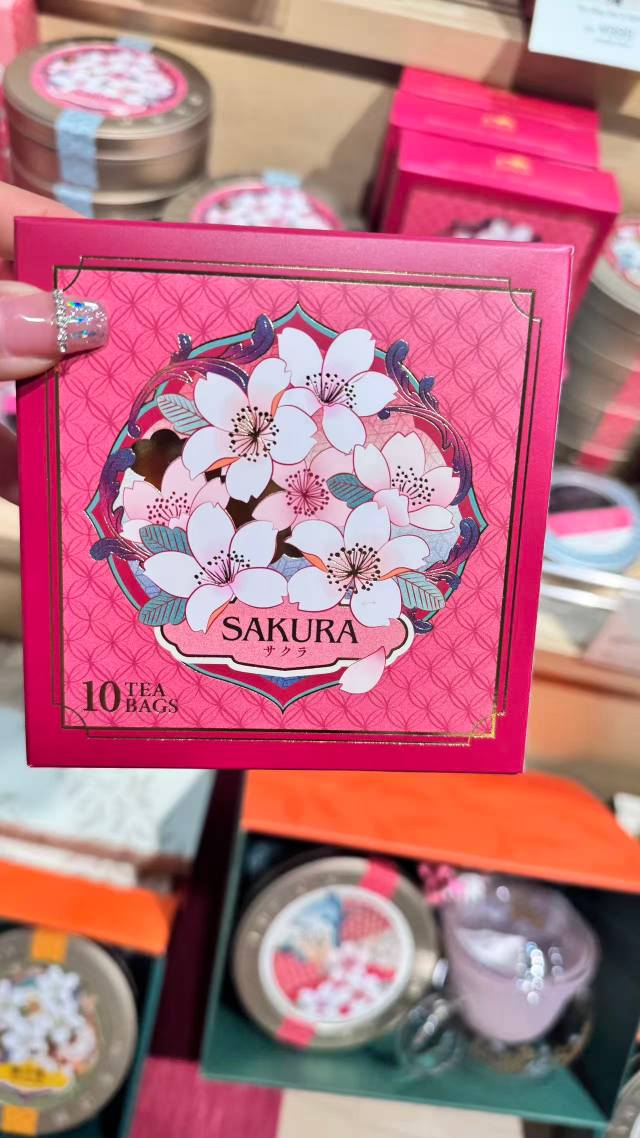 SAKURA
サクラ
10 TEA
BAGS